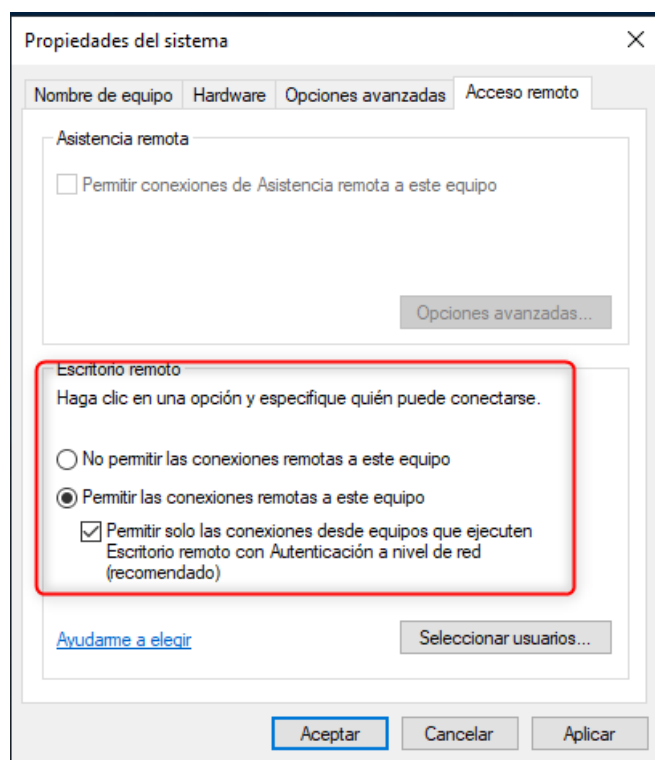 Propiedades del sistema
Nombre de equipo Hardware Opciones avanzadas Acceso remoto
Asistencia remota
Permitir conexiones de Asistencia remota a este equipo
Opciones avanzadas...
Escritorio remoto
Haga clic en una opción y especifique quién puede conectarse.
No permitir las conexiones remotas a este equipo
Permitir las conexiones remotas a este equipo
Permitir solo las conexiones desde equipos que ejecuten
Escritorio remoto con Autenticación a nivel de red
(recomendado)
Ayudarme a elegir Seleccionar usuarios...
Aceptar Cancelar Aplicar